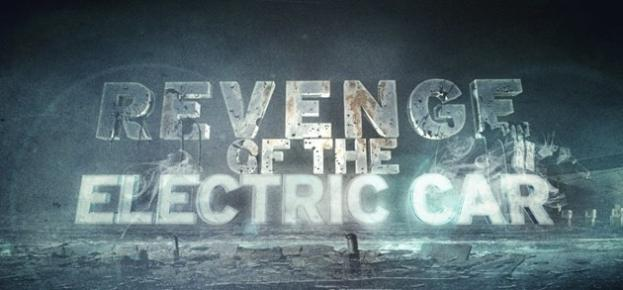 REVENGE
OF THE
ELECTRIC CAR